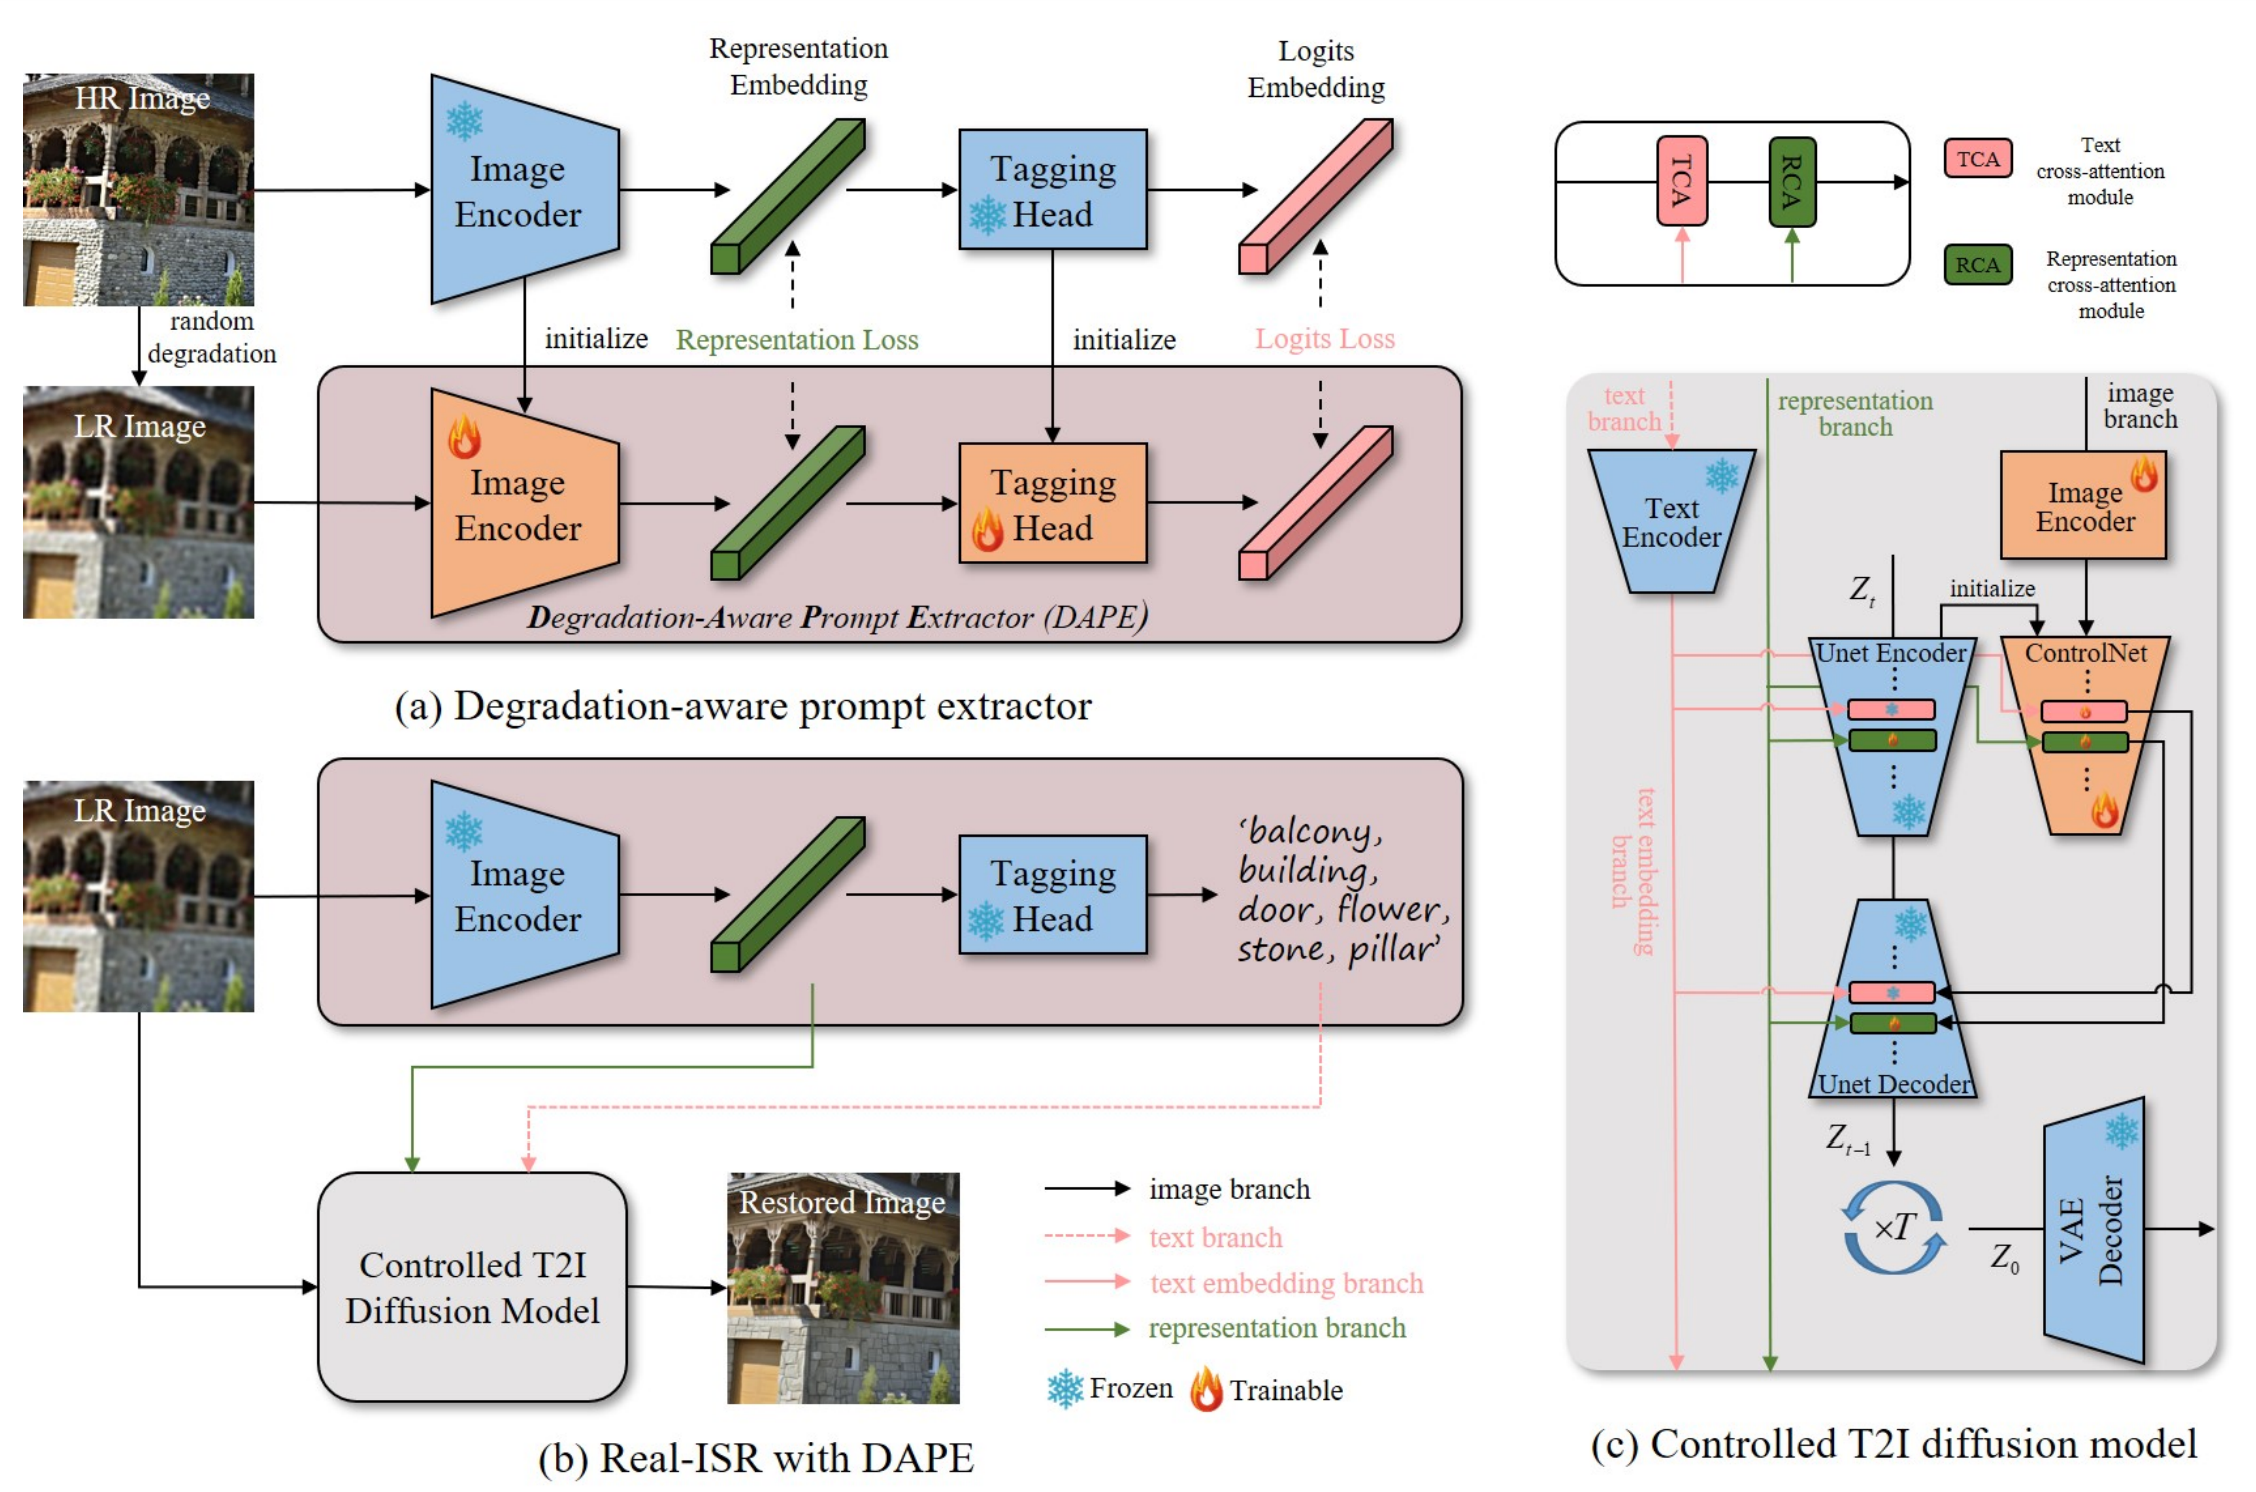 HR Image
random
degradation
LR Image
Image
Encoder
Representation
Embedding
Tagging
Head
Logits
Embedding
initialize
Representation Loss
initialize
Logits Loss
Image
Encoder
Tagging
Head
Degradation-Aware Prompt Extractor (DAPE)
(a) Degradation-aware prompt extractor
LR Image
Image
Encoder
Tagging
Head
‘balcony,
building,
door, flower,
stone, pillar’
Controlled T2I
Diffusion Model
Restored Image
image branch
text branch
text embedding branch
representation branch
Frozen
Trainable
(b) Real-ISR with DAPE
TCA
RCA
TCA
Text
cross-attention
module
RCA
Representation
cross-attention
module
text
branch
representation
branch
image
branch
Text
Encoder
Image
Encoder
Z_t
initialize
Unet Encoder
ControlNet
text embedding
branch
Unet Decoder
Z_{t-1}
×T
Z_0
VAE
Decoder
(c) Controlled T2I diffusion model